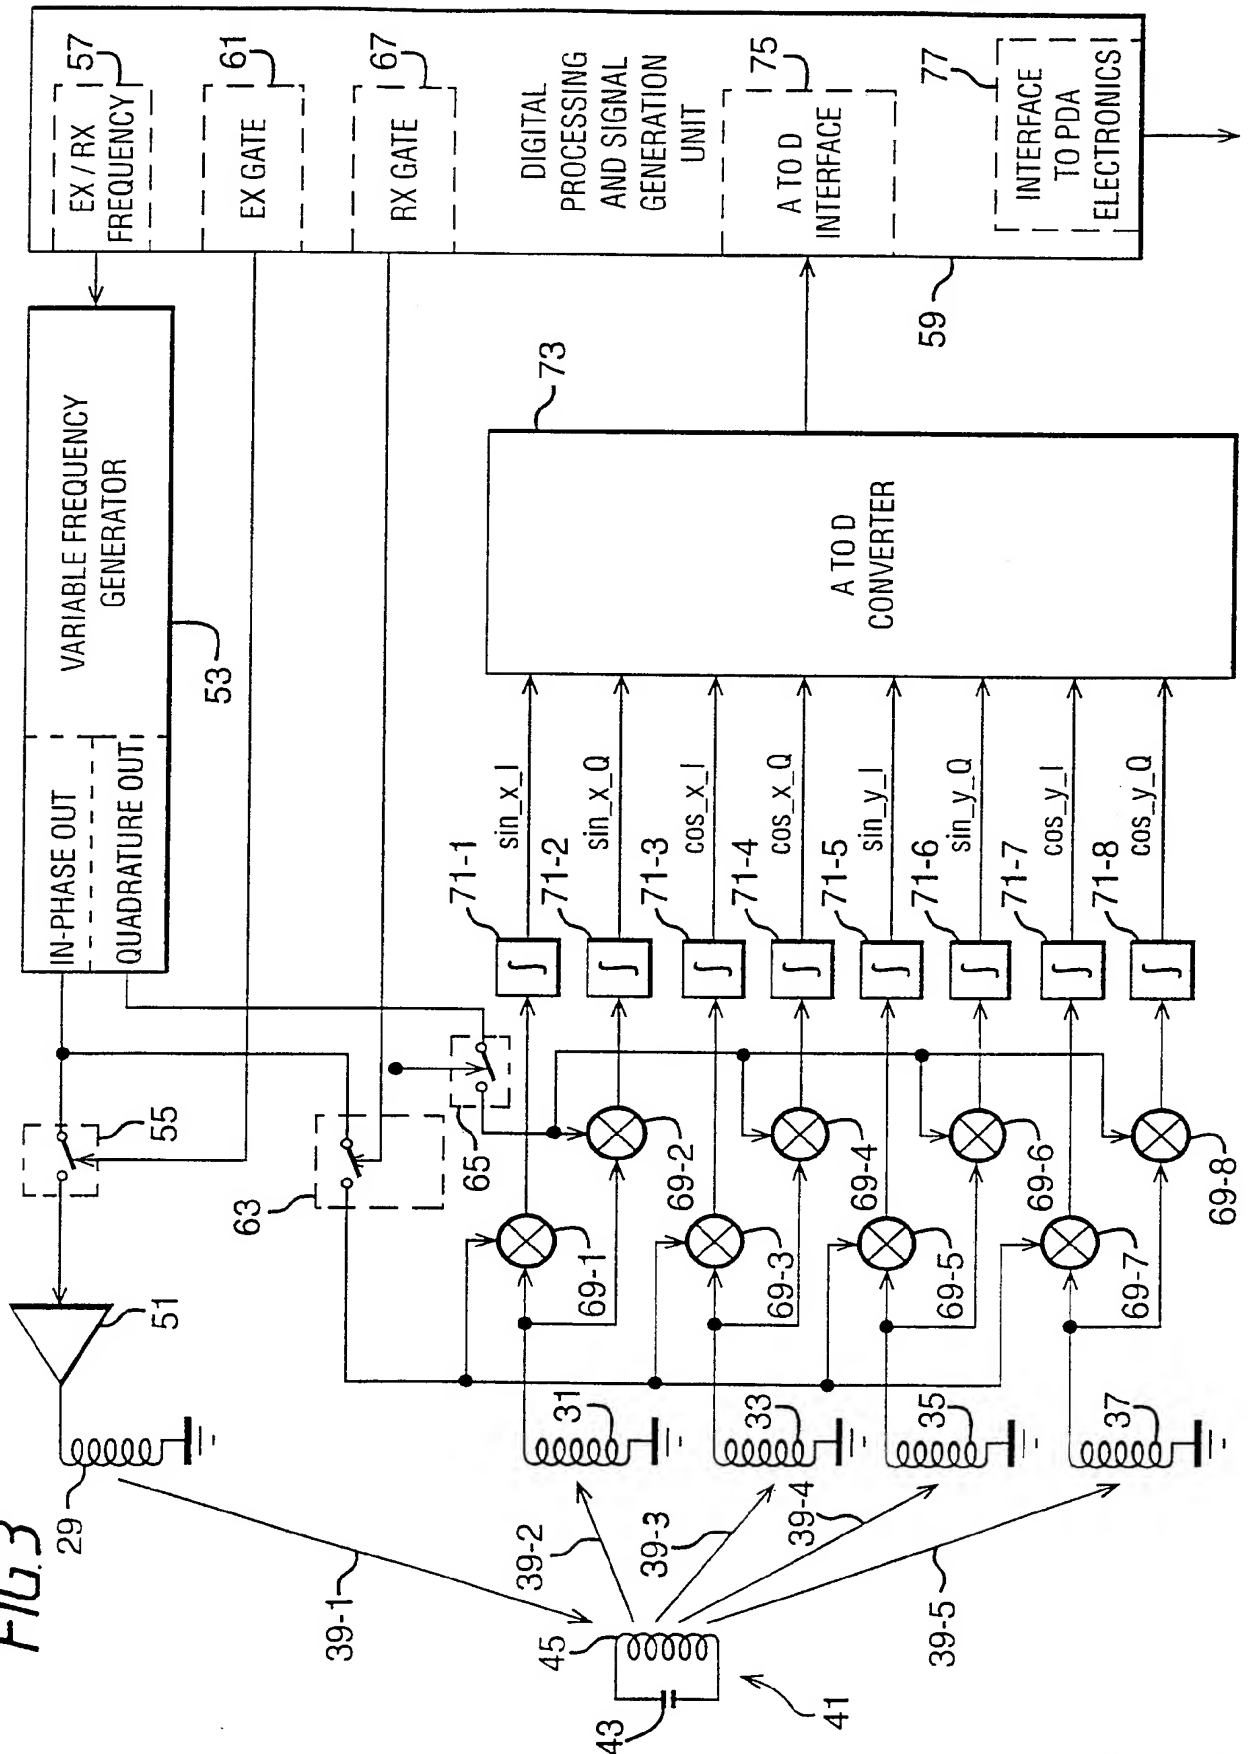 FIG.3
29
51
39-1
55
IN-PHASE OUT
QUADRATURE OUT
VARIABLE FREQUENCY
GENERATOR
53
EX / RX
FREQUENCY
57
EX GATE
61
RX GATE
67
DIGITAL
PROCESSING
AND SIGNAL
GENERATION
UNIT
A TO D
INTERFACE
75
INTERFACE
TO PDA
ELECTRONICS
77
59
63
65
73
A TO D
CONVERTER
45
43
41
39-2
39-3
39-4
39-5
31
33
35
37
69-1
69-2
69-3
69-4
69-5
69-6
69-7
69-8
∫
∫
∫
∫
∫
∫
∫
∫
71-1
71-2
71-3
71-4
71-5
71-6
71-7
71-8
sin_x_I
sin_x_Q
cos_x_I
cos_x_Q
sin_y_I
sin_y_Q
cos_y_I
cos_y_Q